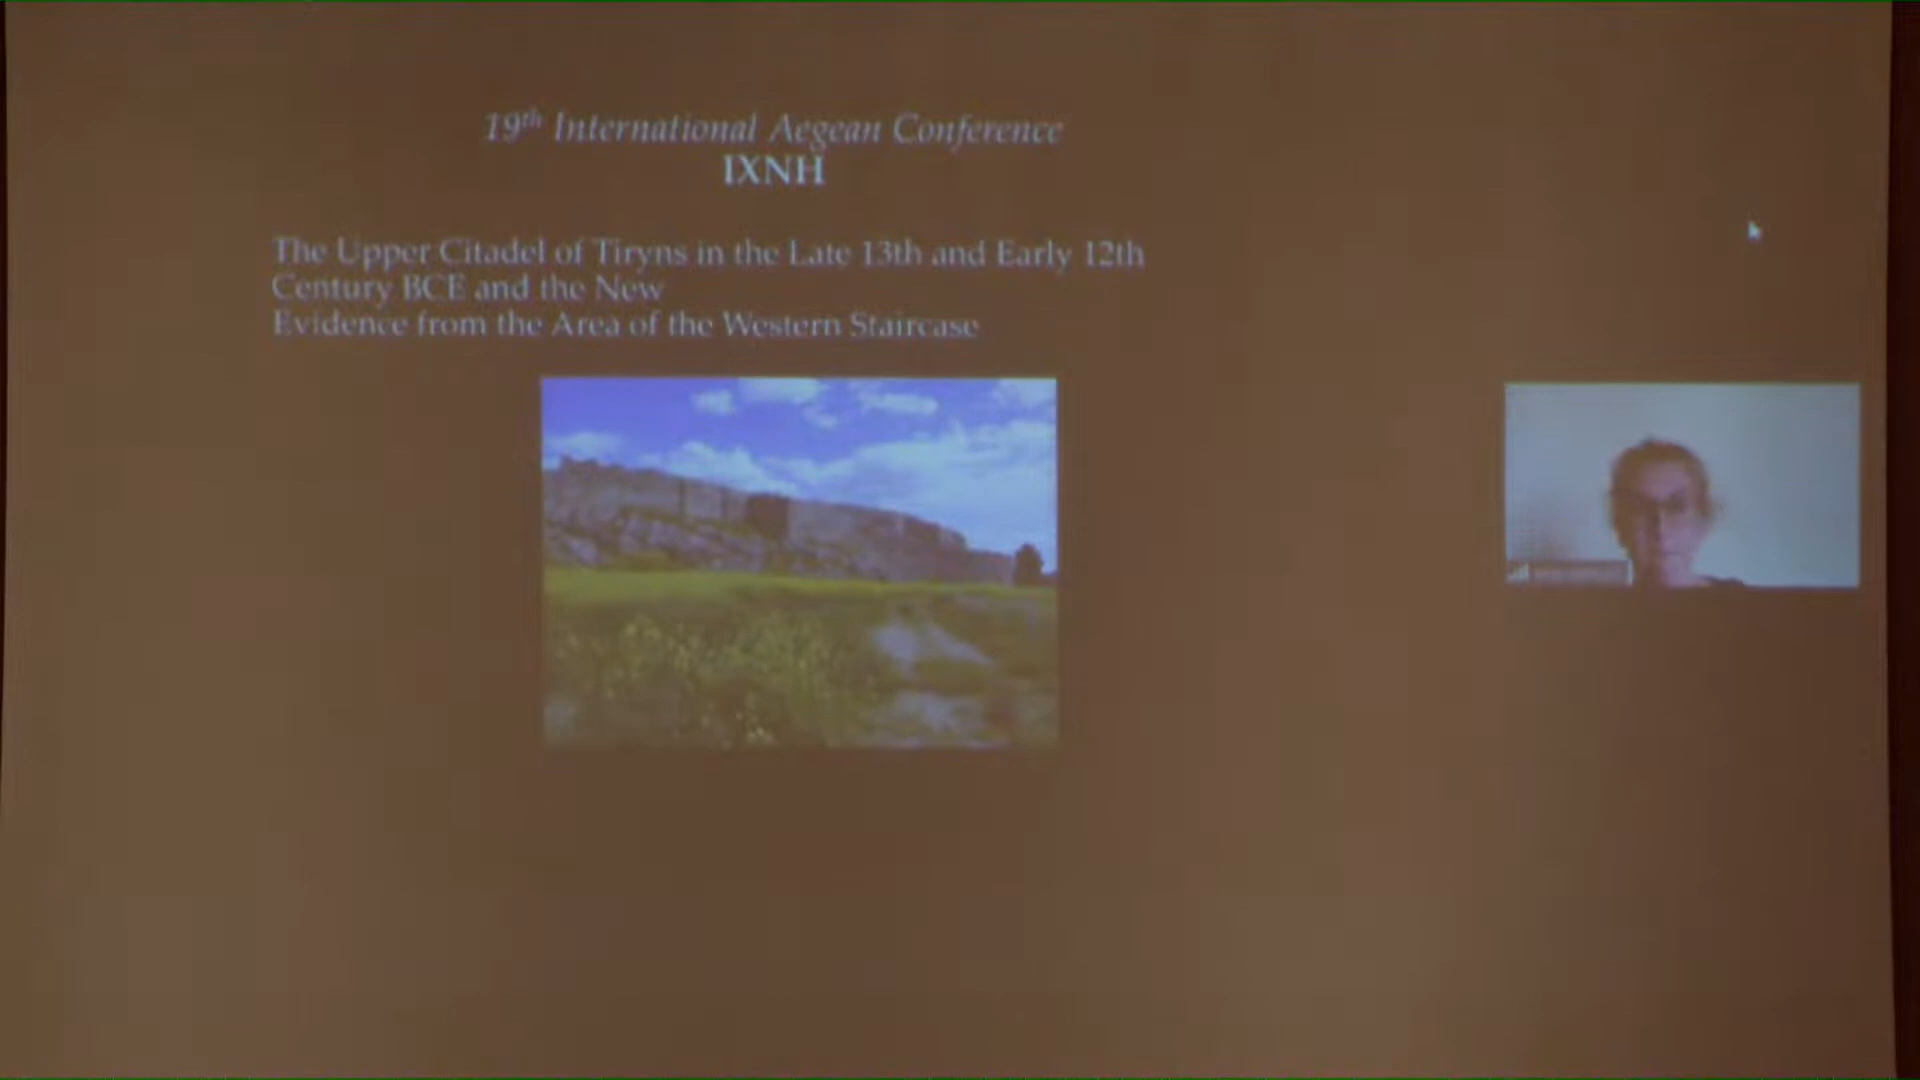 19th International Aegean Conference
ΙΧΝΗ
The Upper Citadel of Tiryns in the Late 13th and Early 12th
Century BCE and the New
Evidence from the Area of the Western Staircase